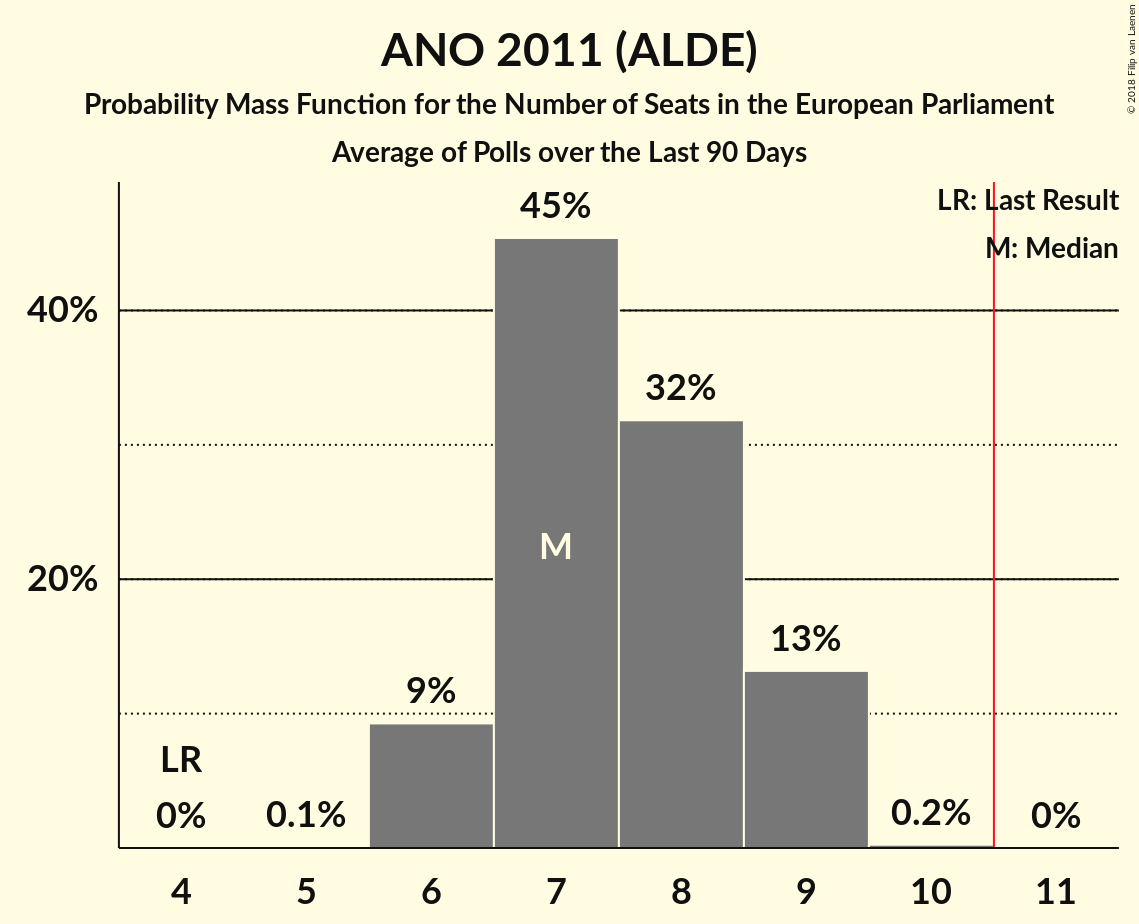 ANO 2011 (ALDE)
Probability Mass Function for the Number of Seats in the European Parliament
Average of Polls over the Last 90 Days
© 2018 Filip van Laenen
LR: Last Result
M: Median
45%
40%
32%
M
20%
13%
9%
LR
0%
0.1%
0.2%
0%
4
5
6
7
8
9
10
11